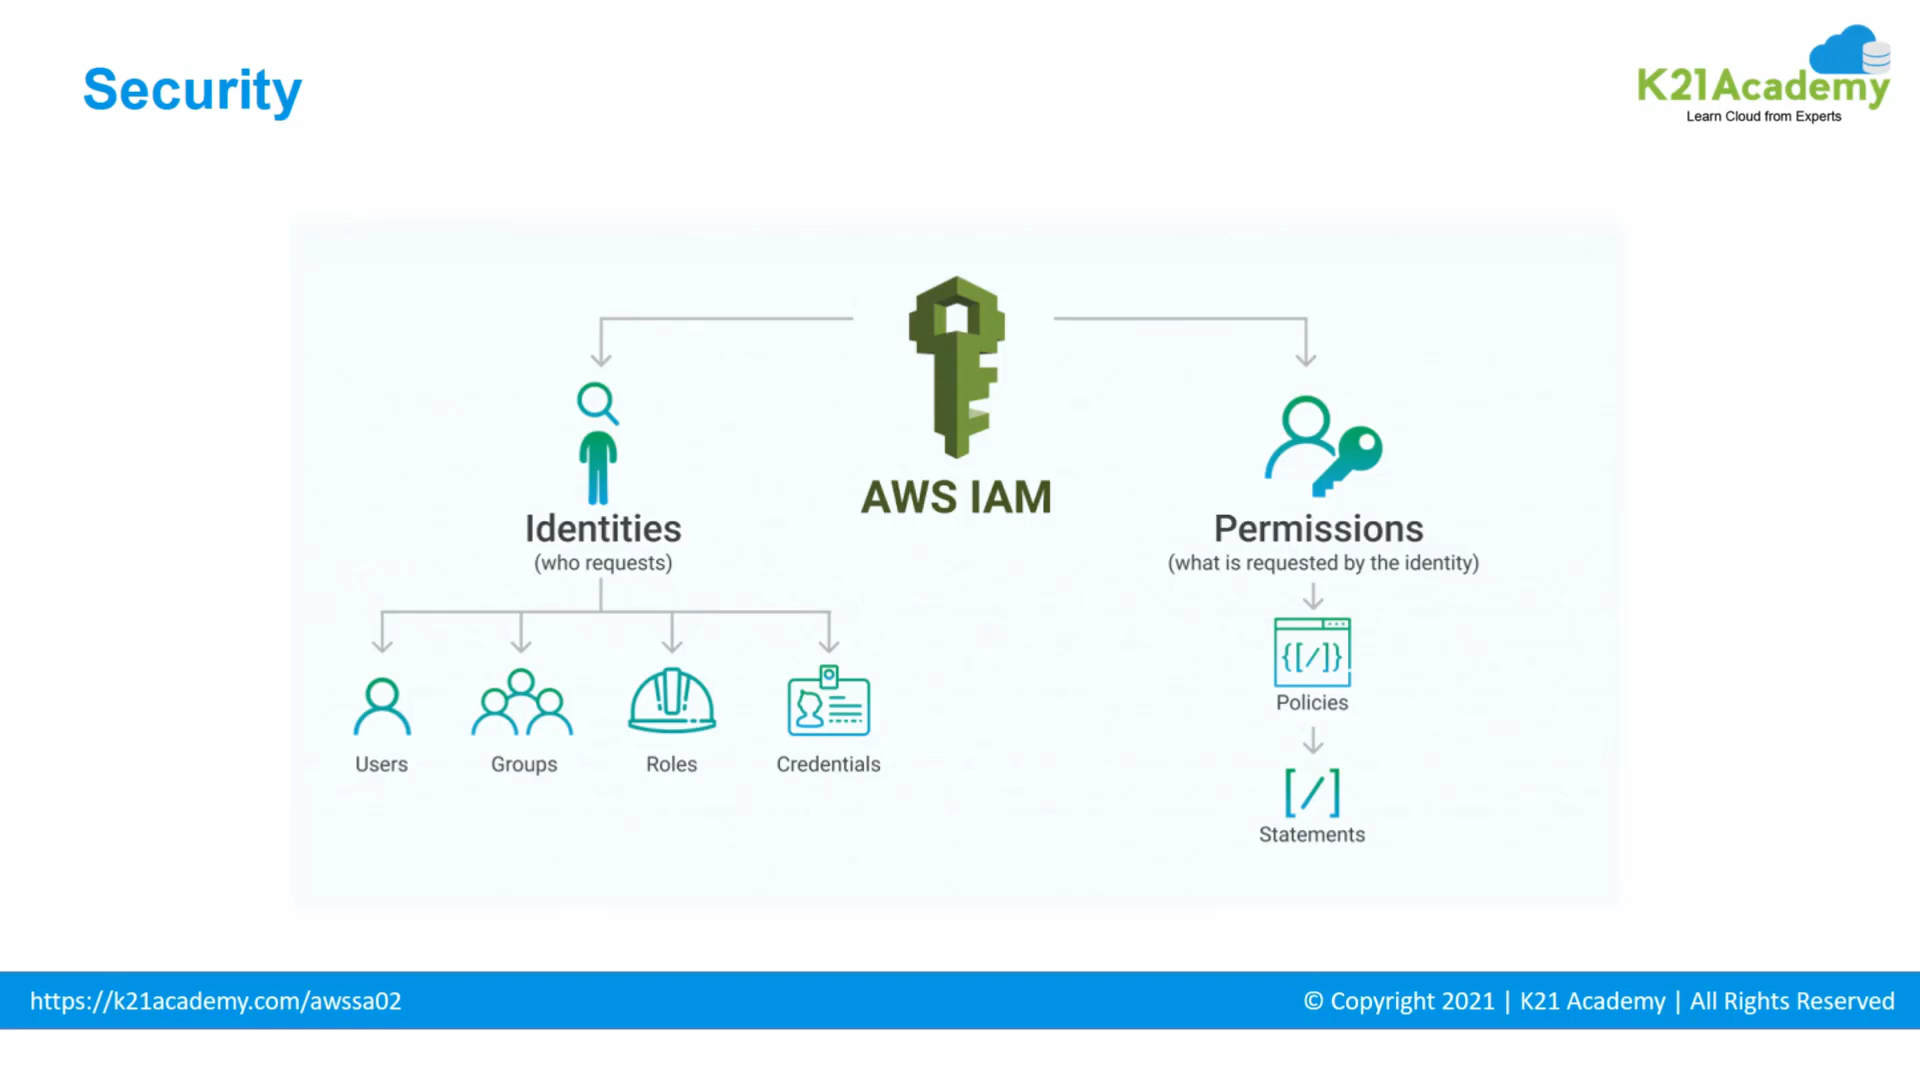 Security
K21Academy
Learn Cloud from Experts
AWS IAM
Identities
(who requests)
Users
Groups
Roles
Credentials
Permissions
(what is requested by the identity)
{[/]}
Policies
[/]
Statements
https://k21academy.com/awssa02
© Copyright 2021 | K21 Academy | All Rights Reserved